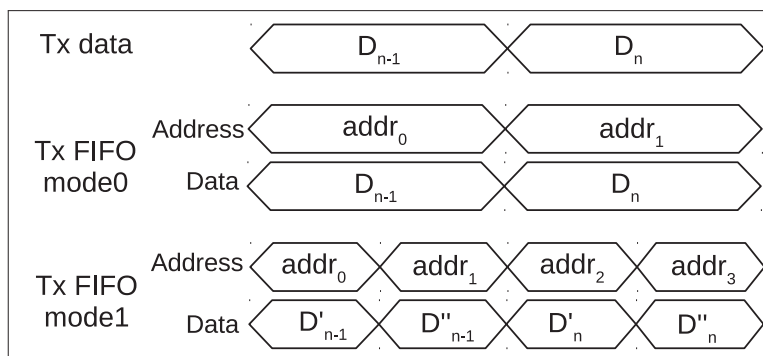 Tx data D_{n-1} D_n
Tx FIFO mode0
Address addr_0 addr_1
Data D_{n-1} D_n
Tx FIFO mode1
Address addr_0 addr_1 addr_2 addr_3
Data D'_{n-1} D''_{n-1} D'_n D''_n